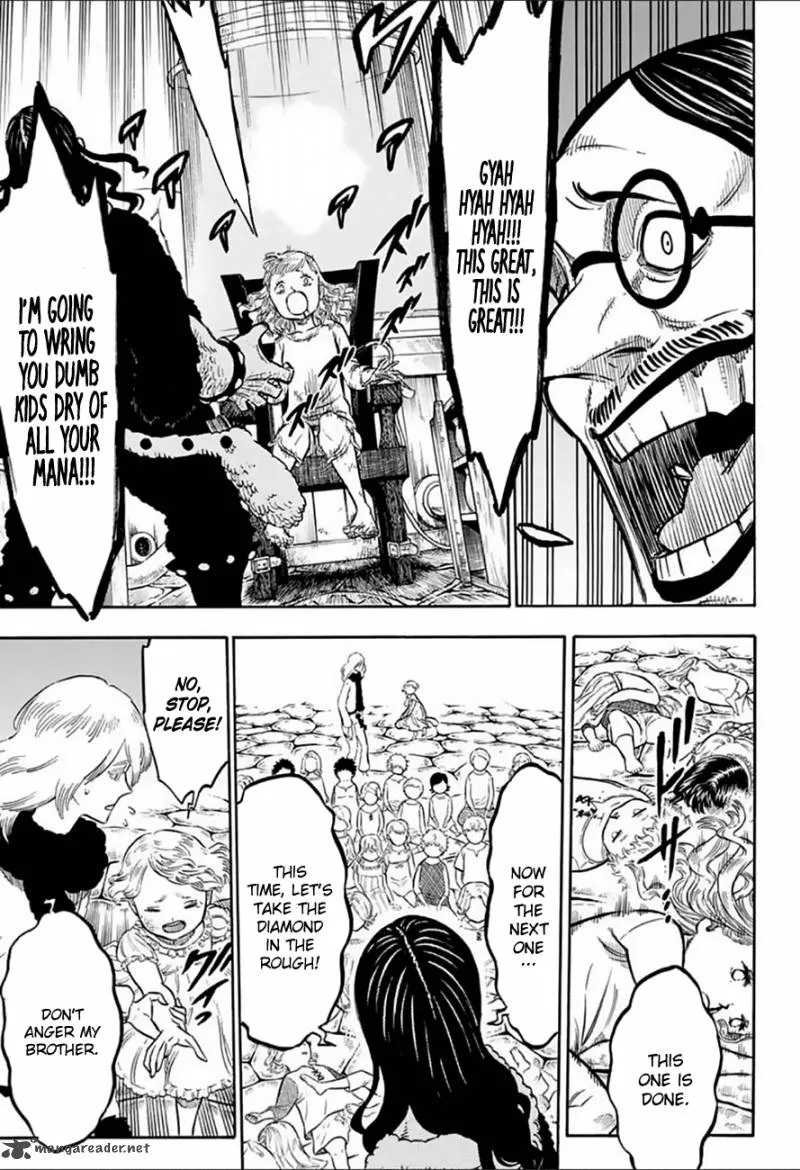 GYAH
HYAH HYAH
HYAH!!!
THIS GREAT,
THIS IS
GREAT!!!
I'M GOING
TO WRING
YOU DUMB
KIDS DRY OF
ALL YOUR
MANA!!!
THIS
ONE IS
DONE.
NOW
FOR THE
NEXT
ONE
...
THIS
TIME, LET'S
TAKE THE
DIAMOND
IN THE
ROUGH!
NO,
STOP,
PLEASE!
DON'T
ANGER MY
BROTHER.
mangareader.net